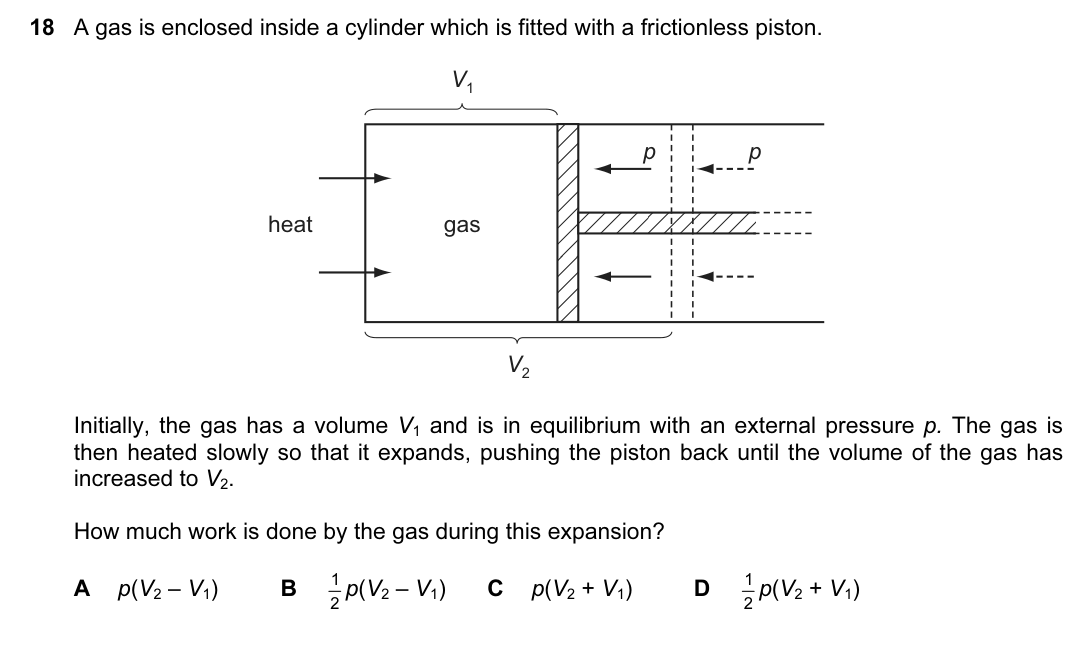 18 A gas is enclosed inside a cylinder which is fitted with a frictionless piston.
V₁
p p
heat gas
V₂
Initially, the gas has a volume V₁ and is in equilibrium with an external pressure p. The gas is
then heated slowly so that it expands, pushing the piston back until the volume of the gas has
increased to V₂.
How much work is done by the gas during this expansion?
A p(V₂ – V₁) B ½p(V₂ – V₁) C p(V₂ + V₁) D ½p(V₂ + V₁)